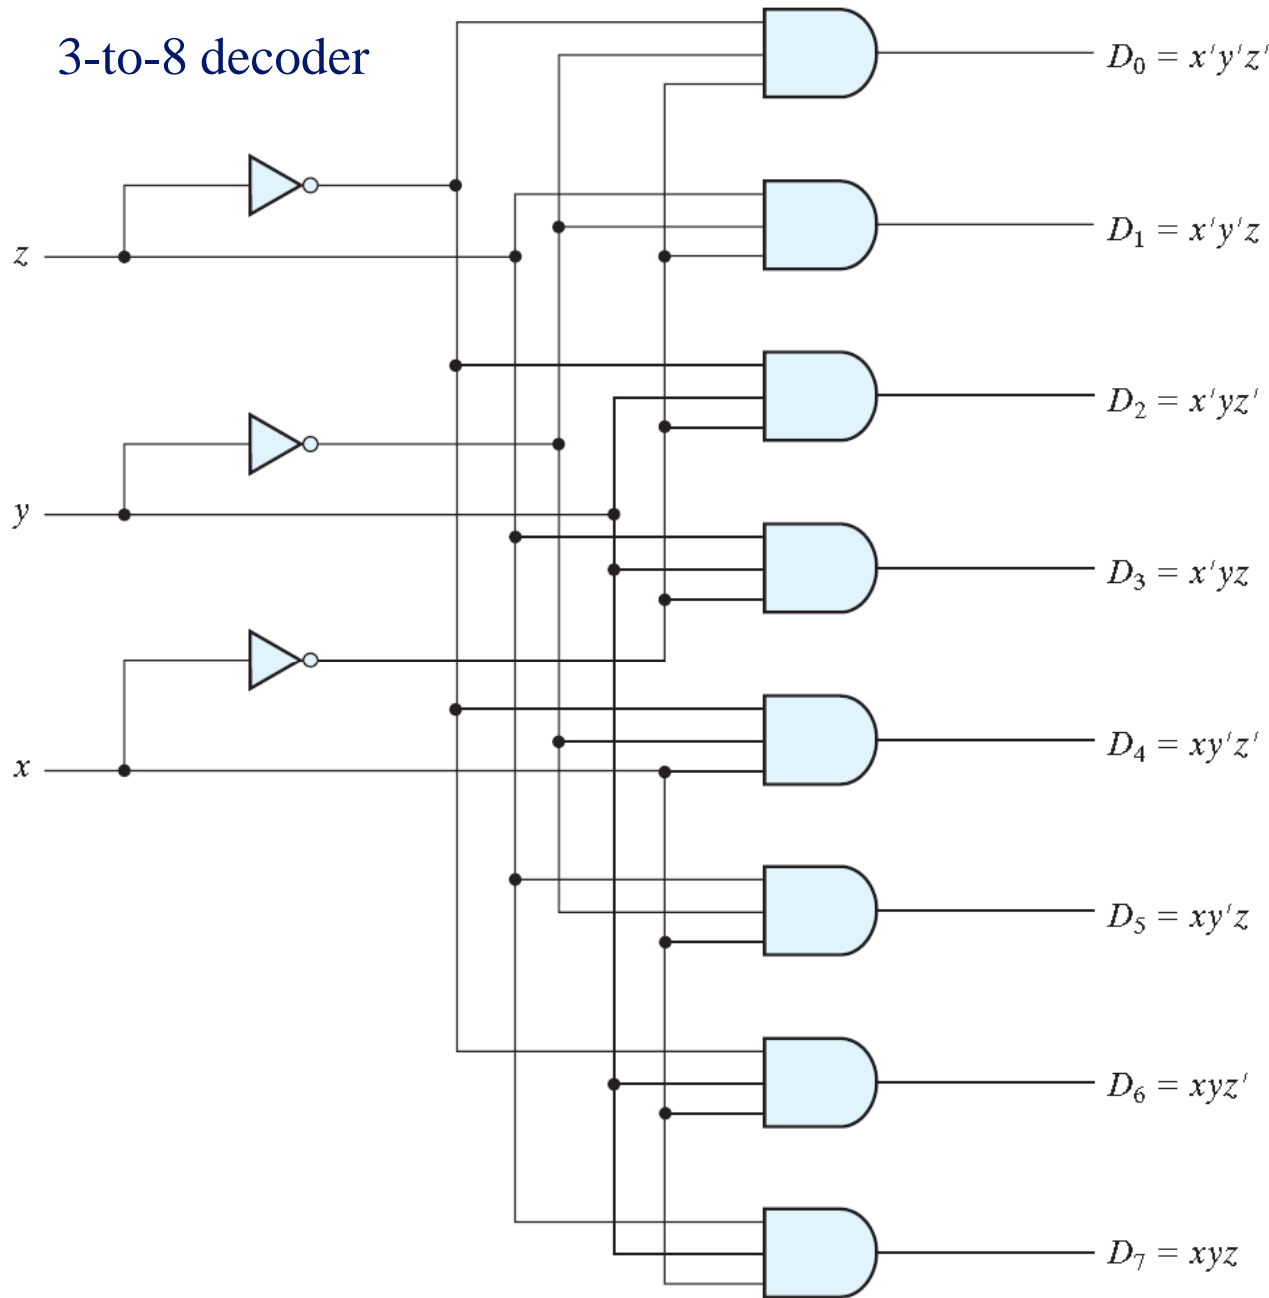 3-to-8 decoder
D₀ = x'y'z'
z
D₁ = x'y'z
D₂ = x'yz'
y
D₃ = x'yz
x
D₄ = xy'z'
D₅ = xy'z
D₆ = xyz'
D₇ = xyz